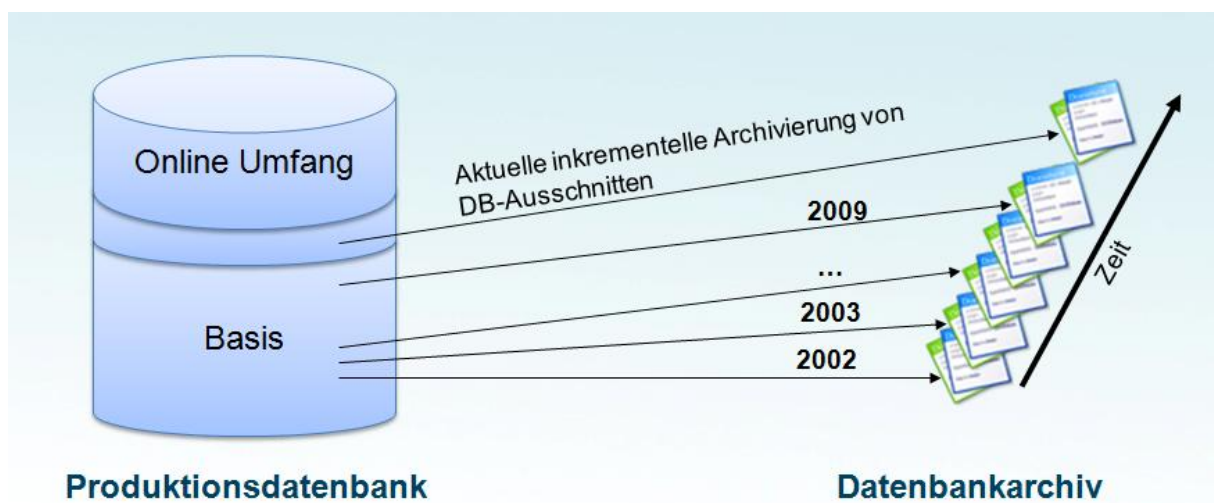 Online Umfang
Basis
Aktuelle inkrementelle Archivierung von
DB-Ausschnitten
2009
...
2003
2002
Zeit
Produktionsdatenbank
Datenbankarchiv